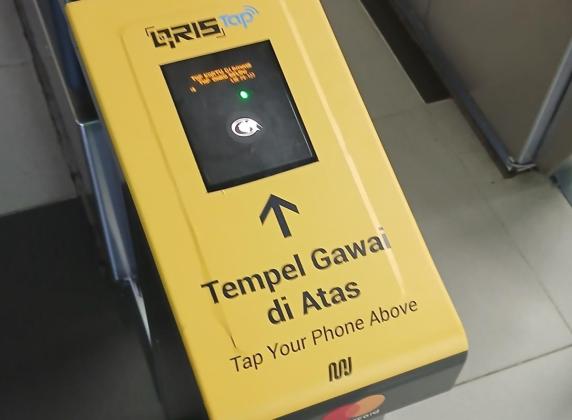 QRIS Tap
Tempel Gawai
di Atas
Tap Your Phone Above